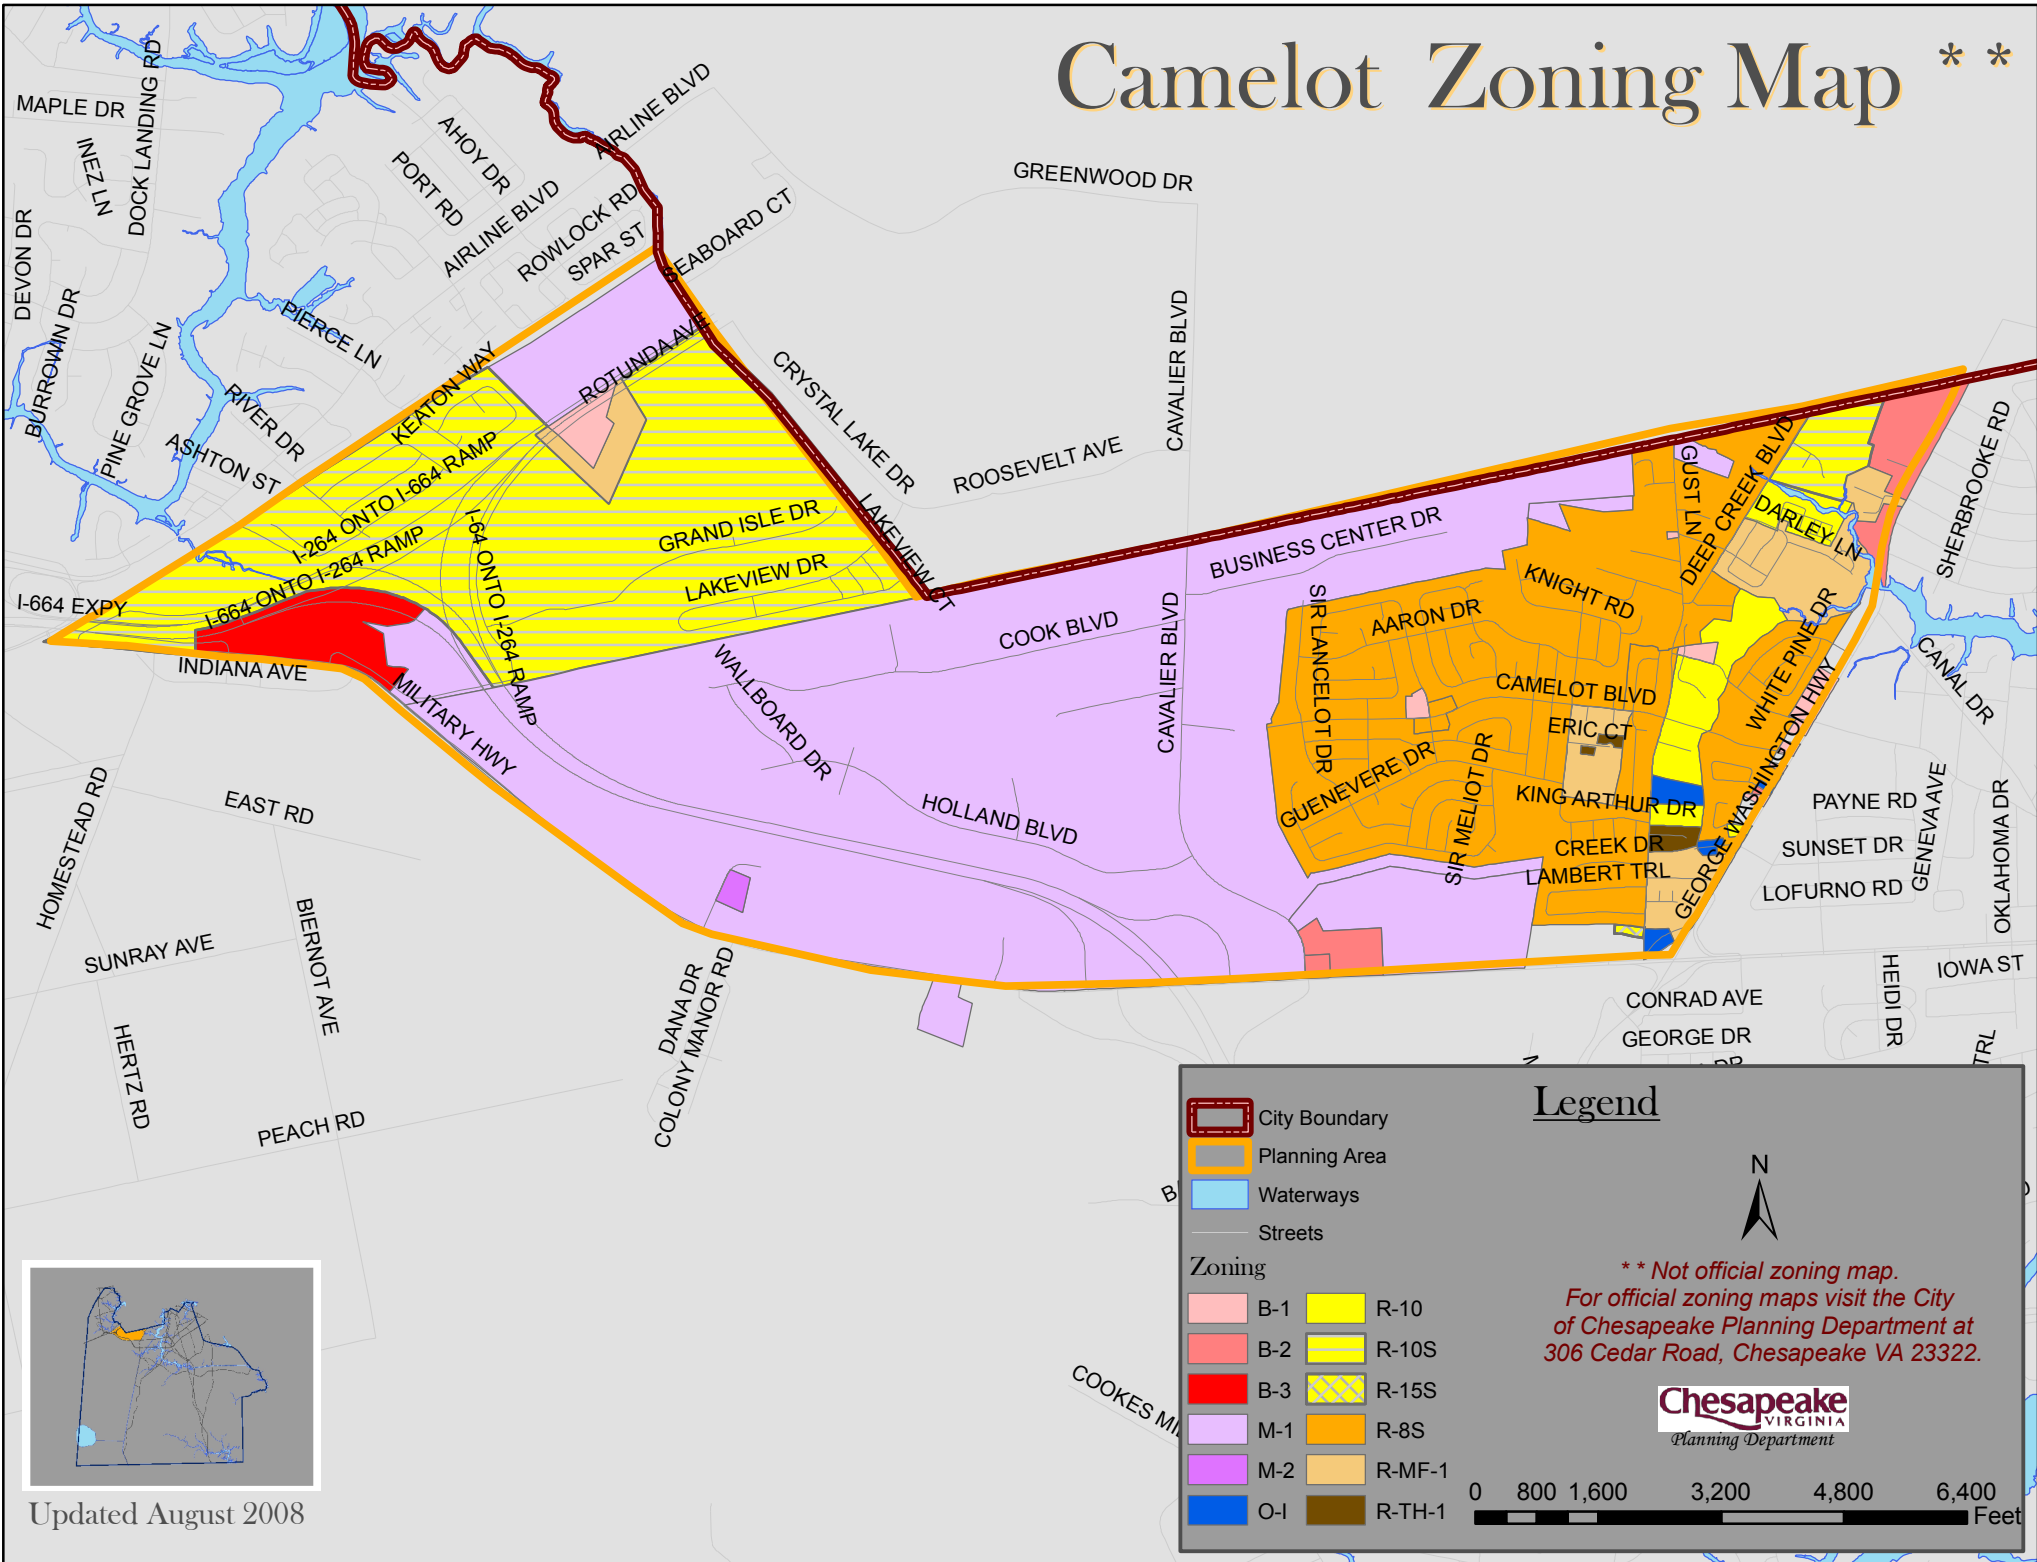 Camelot Zoning Map * *
MAPLE DR
INEZ LN
DOCK LANDING RD
DEVON DR
BURROWIN DR
PINE GROVE LN
RIVER DR
ASHTON ST
PIERCE LN
AHOY DR
PORT RD
AIRLINE BLVD
AIRLINE BLVD
ROWLOCK RD
SPAR ST
SEABOARD CT
GREENWOOD DR
CAVALIER BLVD
KEATON WAY
ROTUNDA AVE
CRYSTAL LAKE DR
ROOSEVELT AVE
LAKEVIEW CT
I-264 ONTO I-664 RAMP
I-664 ONTO I-264 RAMP
I-64 ONTO I-264 RAMP
GRAND ISLE DR
LAKEVIEW DR
I-664 EXPY
INDIANA AVE
MILITARY HWY
WALLBOARD DR
COOK BLVD
CAVALIER BLVD
BUSINESS CENTER DR
HOLLAND BLVD
SIR LANCELOT DR
AARON DR
KNIGHT RD
GUST LN
DEEP CREEK BLVD
DARLEY LN
SHERBROOKE RD
WHITE PINE DR
CANAL DR
CAMELOT BLVD
ERIC CT
GUENEVERE DR
SIR MELIOT DR
KING ARTHUR DR
CREEK DR
LAMBERT TRL
GEORGE WASHINGTON HWY
PAYNE RD
SUNSET DR
LOFURNO RD
GENEVA AVE
OKLAHOMA DR
HOMESTEAD RD
EAST RD
SUNRAY AVE
BIERNOT AVE
HERTZ RD
PEACH RD
DANA DR
COLONY MANOR RD
HEIDI DR
IOWA ST
CONRAD AVE
GEORGE DR
TRL
COOKES MI
Legend
City Boundary
Planning Area
Waterways
Streets
Zoning
B-1
R-10
B-2
R-10S
B-3
R-15S
M-1
R-8S
M-2
R-MF-1
O-I
R-TH-1
N
* * Not official zoning map.
For official zoning maps visit the City
of Chesapeake Planning Department at
306 Cedar Road, Chesapeake VA 23322.
Chesapeake
VIRGINIA
Planning Department
0 800 1,600 3,200 4,800 6,400
Feet
Updated August 2008